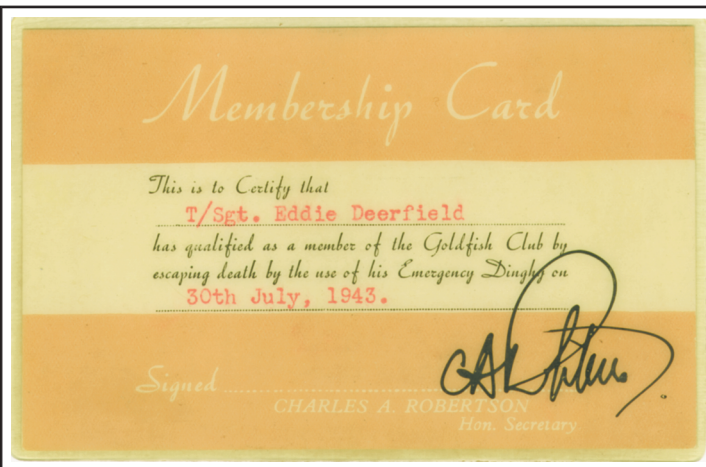 Membership Card
This is to Certify that
T/Sgt. Eddie Deerfield
has qualified as a member of the Goldfish Club by
escaping death by the use of his Emergency Dinghy on
30th July, 1943.
Signed
CHARLES A. ROBERTSON
Hon. Secretary